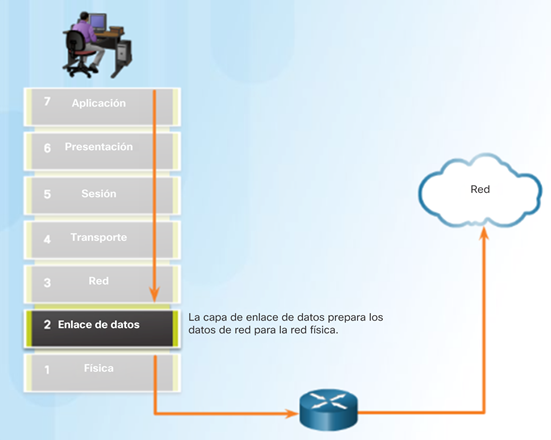 7 Aplicación
6 Presentación
5 Sesión
4 Transporte
3 Red
2 Enlace de datos
1 Física
La capa de enlace de datos prepara los
datos de red para la red física.
Red